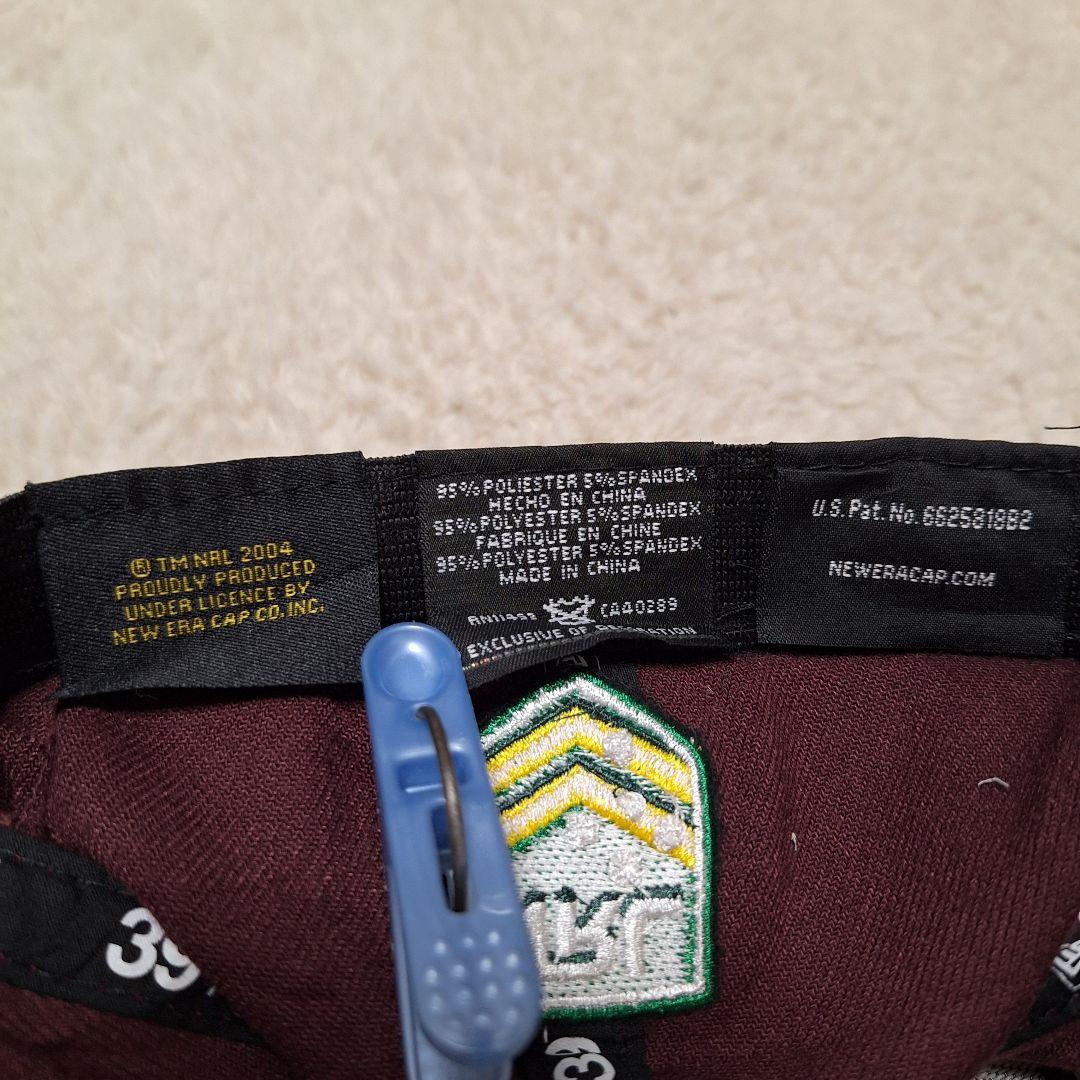 ® TM NRL 2004
PROUDLY PRODUCED
UNDER LICENCE BY
NEW ERA CAP CO. INC.
95% POLIESTER 5% SPANDEX
HECHO EN CHINA
95% POLYESTER 5% SPANDEX
FABRIQUE EN CHINE
95% POLYESTER 5% SPANDEX
MADE IN CHINA
CA40289
EXCLUSIVE OF
U.S. Pat. No. 6625818B2
NEWERACAP.COM
39